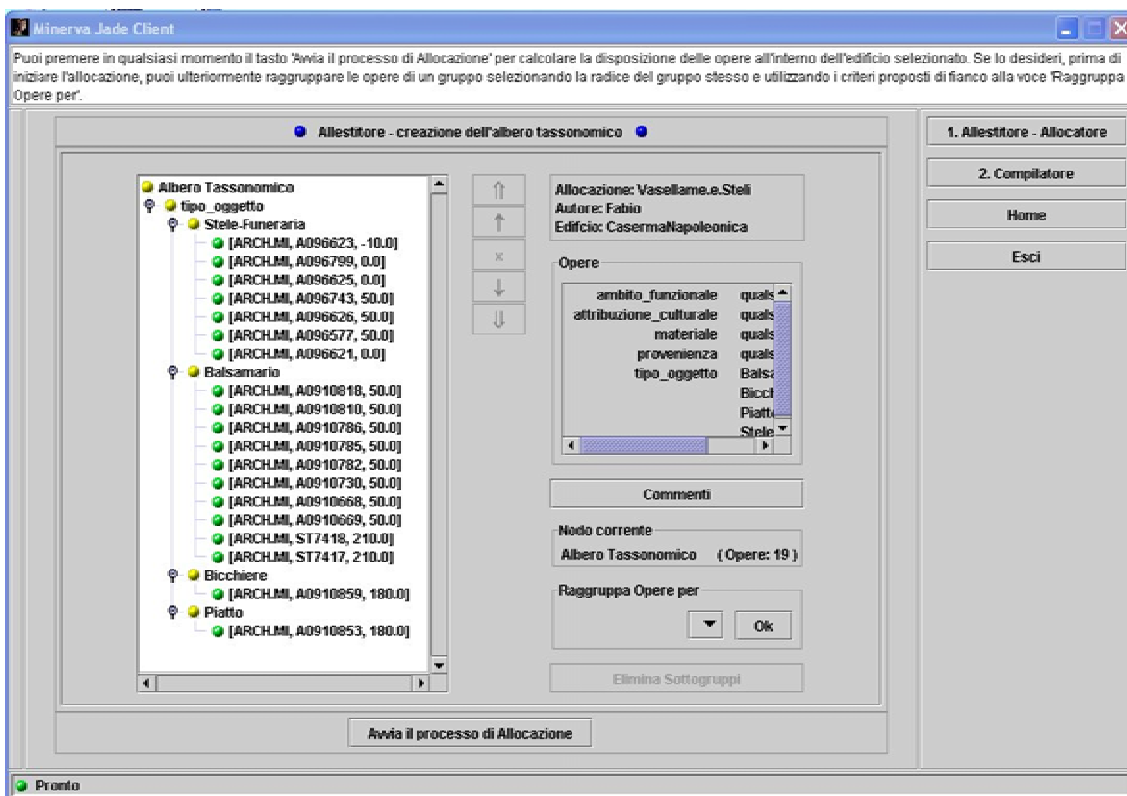 Minerva Jade Client
Puoi premere in qualsiasi momento il tasto 'Avvia il processo di Allocazione' per calcolare la disposizione delle opere all'interno dell'edificio selezionato. Se lo desideri, prima di
iniziare l'allocazione, puoi ulteriormente raggruppare le opere di un gruppo selezionando la radice del gruppo stesso e utilizzando i criteri proposti di fianco alla voce 'Raggruppa
Opere per'.
Allestitore - creazione dell'albero tassonomico
Albero Tassonomico
tipo_oggetto
Stele-Funeraria
[ARCH.MI, A096623, -10.0]
[ARCH.MI, A096799, 0.0]
[ARCH.MI, A096625, 0.0]
[ARCH.MI, A096743, 50.0]
[ARCH.MI, A096626, 50.0]
[ARCH.MI, A096577, 50.0]
[ARCH.MI, A096621, 0.0]
Balsamario
[ARCH.MI, A0910818, 50.0]
[ARCH.MI, A0910810, 50.0]
[ARCH.MI, A0910786, 50.0]
[ARCH.MI, A0910785, 50.0]
[ARCH.MI, A0910782, 50.0]
[ARCH.MI, A0910730, 50.0]
[ARCH.MI, A0910668, 50.0]
[ARCH.MI, A0910669, 50.0]
[ARCH.MI, ST7418, 210.0]
[ARCH.MI, ST7417, 210.0]
Bicchiere
[ARCH.MI, A0910859, 180.0]
Piatto
[ARCH.MI, A0910853, 180.0]
Allocazione: Vasellame.e.Steli
Autore: Fabio
Edificio: CasermaNapoleonica
Opere
ambito_funzionale quals
attribuzione_culturale quals
materiale quals
provenienza quals
tipo_oggetto Balsa
Bicch
Piatto
Stele
Commenti
Nodo corrente
Albero Tassonomico (Opere: 19)
Raggruppa Opere per
Ok
Elimina Sottogruppi
Avvia il processo di Allocazione
1. Allestitore - Allocatore
2. Compilatore
Home
Esci
Pronto